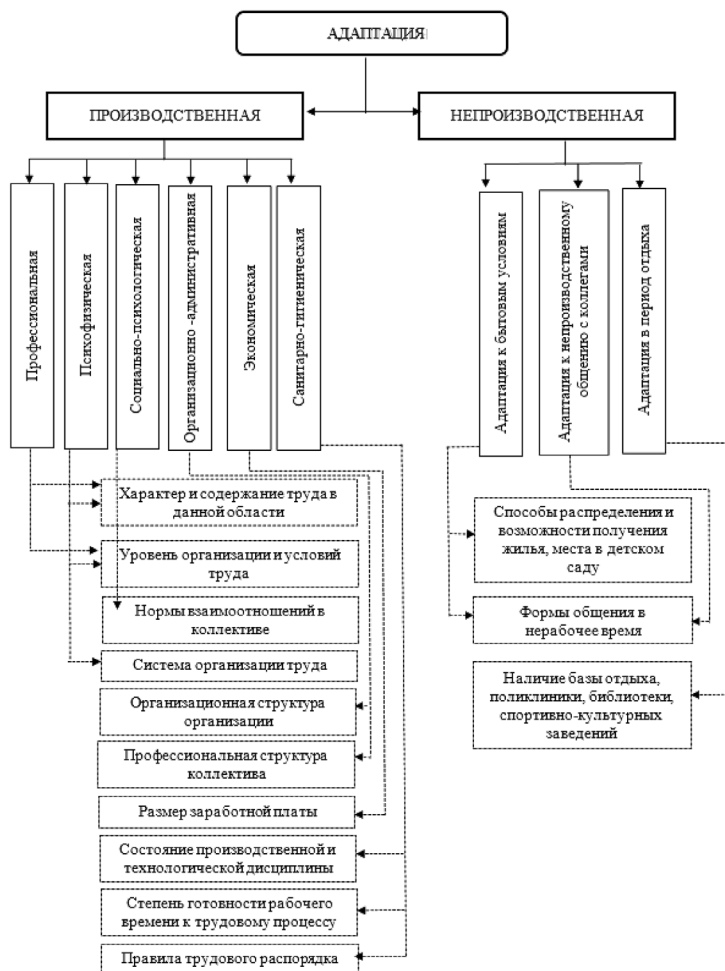 АДАПТАЦИЯ
ПРОИЗВОДСТВЕННАЯ
НЕПРОИЗВОДСТВЕННАЯ
Профессиональная
Психофизическая
Социально-психологическая
Организационно -административная
Экономическая
Санитарно-гигиеническая
Адаптация к бытовым условиям
Адаптация к непроизводственному
общению с коллегами
Адаптация в период отдыха
Характер и содержание труда в
данной области
Уровень организации и условий
труда
Нормы взаимоотношений в
коллективе
Система организации труда
Организационная структура
организации
Профессиональная структура
коллектива
Размер заработной платы
Состояние производственной и
технологической дисциплины
Степень готовности рабочего
времени к трудовому процессу
Правила трудового распорядка
Способы распределения и
возможности получения
жилья, места в детском
саду
Формы общения в
нерабочее время
Наличие базы отдыха,
поликлиники, библиотеки,
спортивно-культурных
заведений